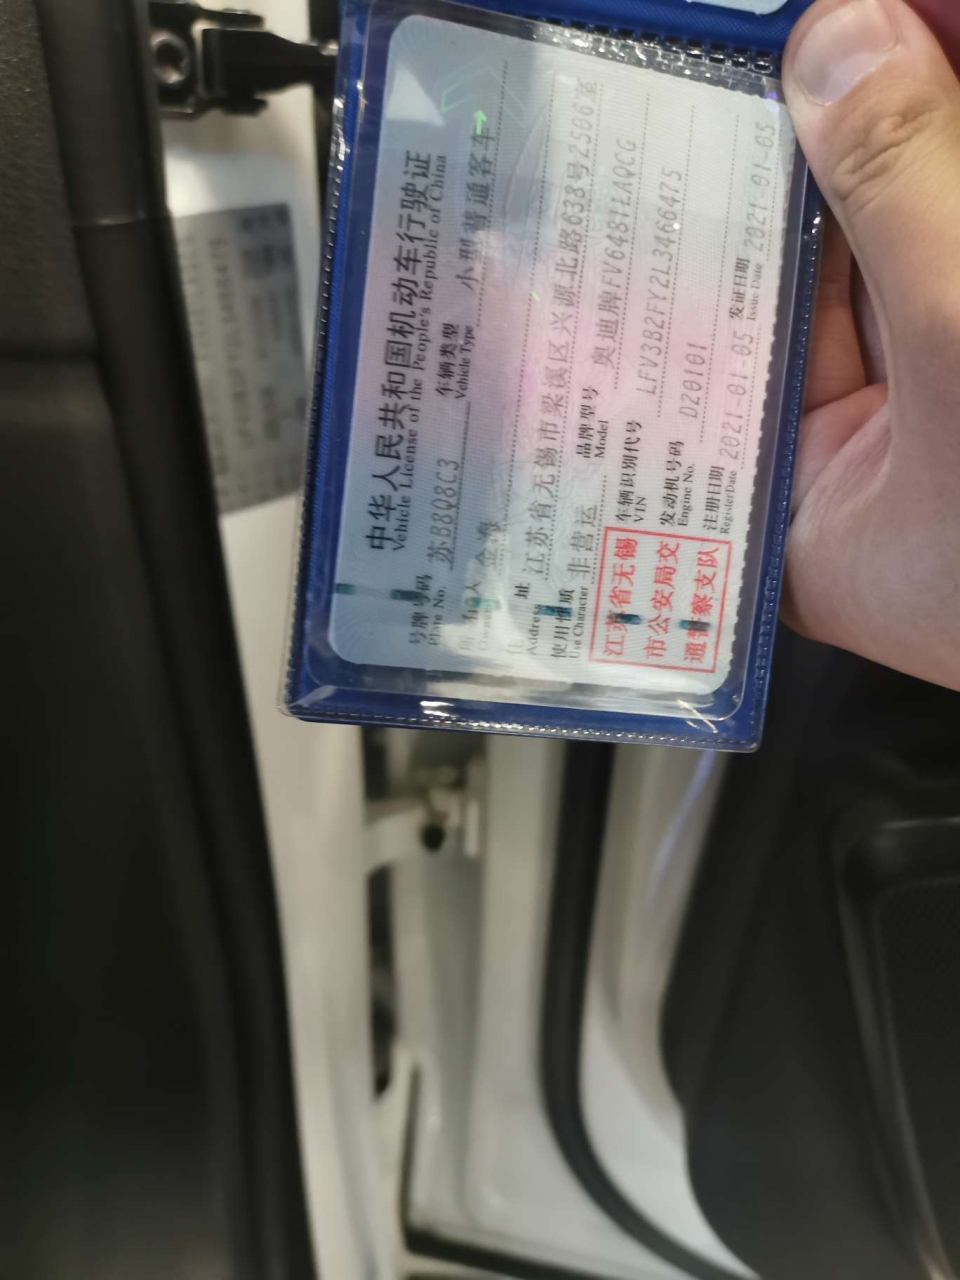 中华人民共和国机动车行驶证
Vehicle License of the People's Republic of China
号牌号码 苏B8Q8C3 车辆类型 小型普通客车
Plate No. Vehicle Type
人 金
住 址 江苏省无锡市梁溪区兴源北路638号2506室
Address
使用性质 非营运 品牌型号 奥迪牌FV6481LAQCG
Use Character Model
车辆识别代号 LFV3B2FY2L3466475
VIN
发动机号码 D20101
Engine No.
注册日期 2021-01-05 发证日期 2021-01-05
Register Date Issue Date
江苏省无锡
市公安局交
通警察支队